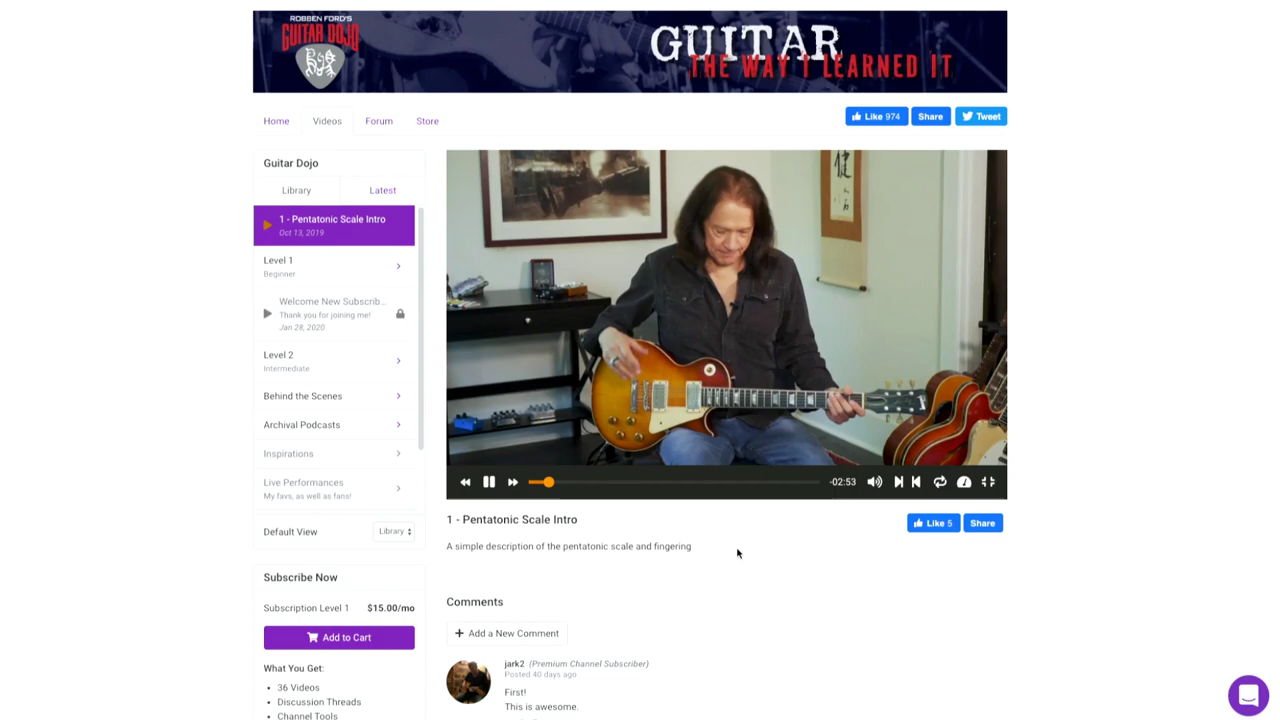 ROBBEN FORD'S
GUITAR DOJO
GUITAR
THE WAY I LEARNED IT
Home
Videos
Forum
Store
Like 974
Share
Tweet
Guitar Dojo
Library
Latest
1 - Pentatonic Scale Intro
Oct 13, 2019
Level 1
Beginner
Welcome New Subscrib...
Thank you for joining me!
Jan 28, 2020
Level 2
Intermediate
Behind the Scenes
Archival Podcasts
Inspirations
Live Performances
My favs, as well as fans!
Default View
Library
Subscribe Now
Subscription Level 1
$15.00/mo
Add to Cart
What You Get:
• 36 Videos
• Discussion Threads
• Channel Tools
-02:53
1 - Pentatonic Scale Intro
Like 5
Share
A simple description of the pentatonic scale and fingering
Comments
+ Add a New Comment
jark2 (Premium Channel Subscriber)
Posted 40 days ago
First!
This is awesome.